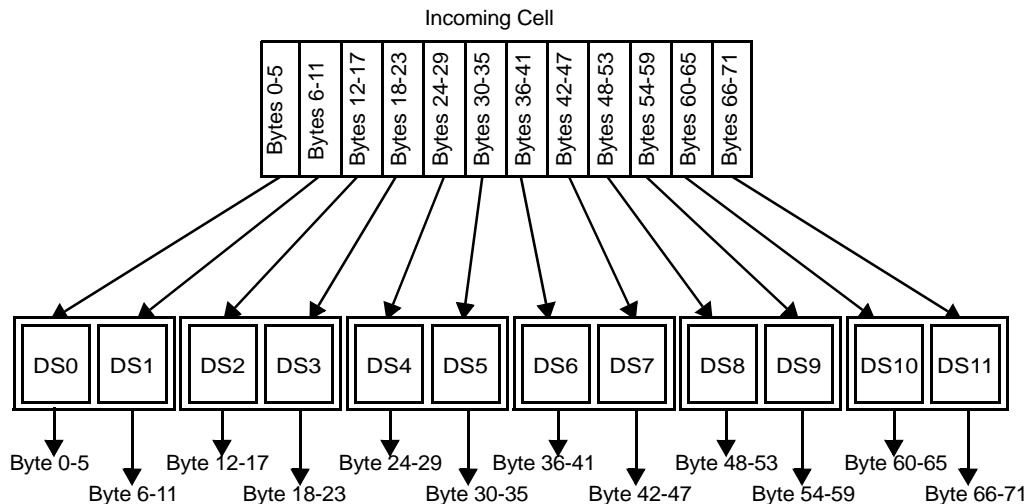 Incoming Cell
Bytes 0-5
Bytes 6-11
Bytes 12-17
Bytes 18-23
Bytes 24-29
Bytes 30-35
Bytes 36-41
Bytes 42-47
Bytes 48-53
Bytes 54-59
Bytes 60-65
Bytes 66-71
DS0 DS1 DS2 DS3 DS4 DS5 DS6 DS7 DS8 DS9 DS10 DS11
Byte 0-5 Byte 12-17 Byte 24-29 Byte 36-41 Byte 48-53 Byte 60-65
Byte 6-11 Byte 18-23 Byte 30-35 Byte 42-47 Byte 54-59 Byte 66-71